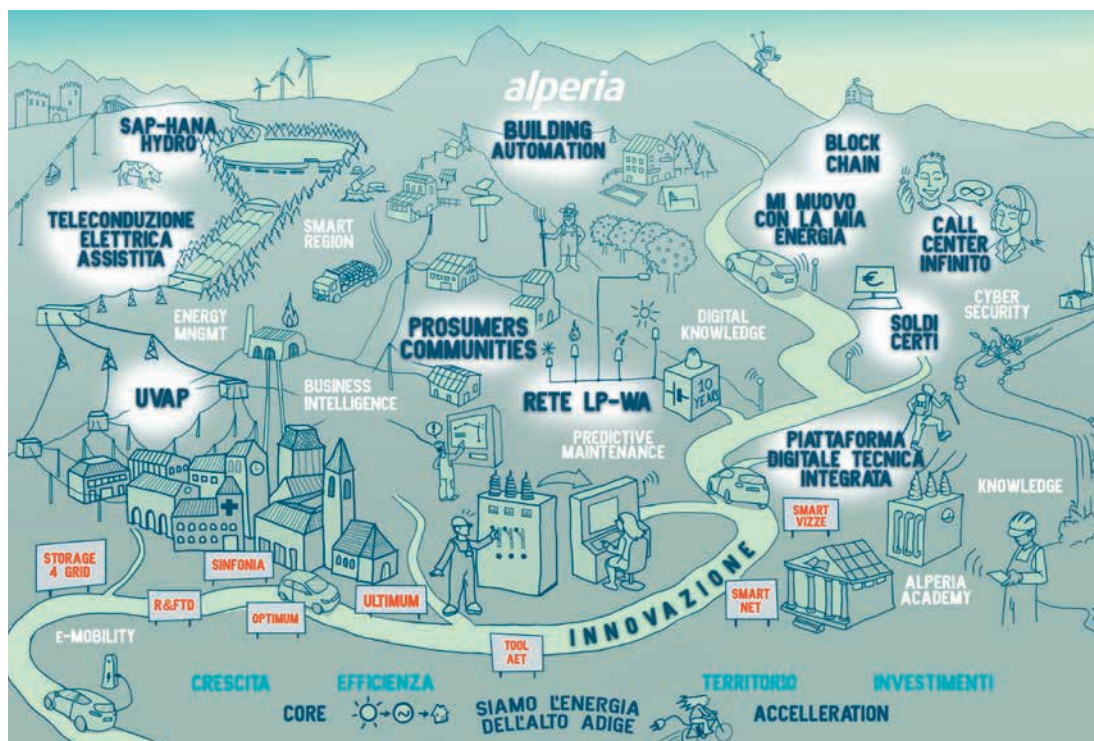 alperia
SAP-HANA
HYDRO
BUILDING
AUTOMATION
BLOCK
CHAIN
TELECONDUZIONE
ELETTRICA
ASSISTITA
SMART
REGION
MI MUOVO
CON LA MIA
ENERGIA
CALL
CENTER
INFINITO
ENERGY
MNGMT
PROSUMERS
COMMUNITIES
DIGITAL
KNOWLEDGE
€
SOLDI
CERTI
CYBER
SECURITY
UVAP
BUSINESS
INTELLIGENCE
RETE LP-WA
10
YEARS
PREDICTIVE
MAINTENANCE
PIATTAFORMA
DIGITALE TECNICA
INTEGRATA
KNOWLEDGE
STORAGE
4 GRID
SINFONIA
SMART
VIZZE
R&FTD
OPTIMUM
ULTIMUM
TOOL
AET
INNOVAZIONE
SMART
NET
ALPERIA
ACADEMY
E-MOBILITY
CRESCITA EFFICIENZA TERRITORIO INVESTIMENTI
CORE SIAMO L'ENERGIA
DELL'ALTO ADIGE
ACCELLERATION